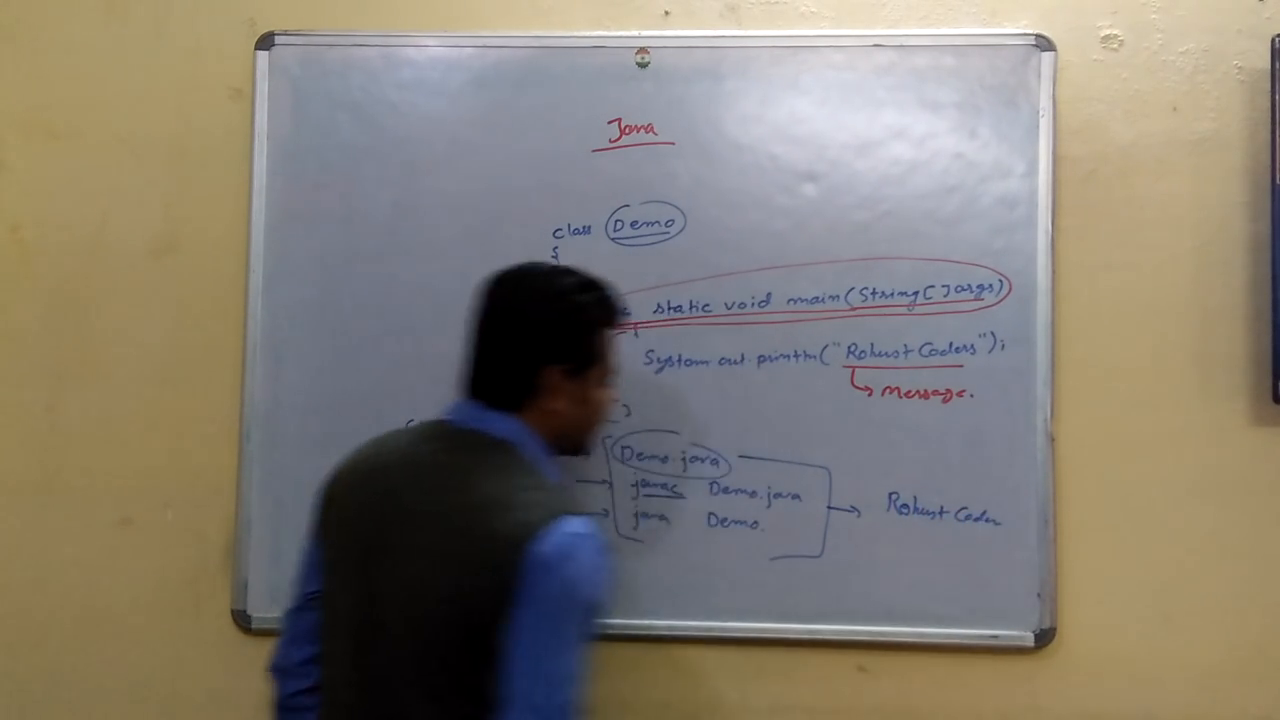 Java
class Demo
{
static void main(String[] args)
{
System.out.println("Robust Coders");
Message.
}
Demo.java
javac Demo.java
java Demo.
Robust Coder